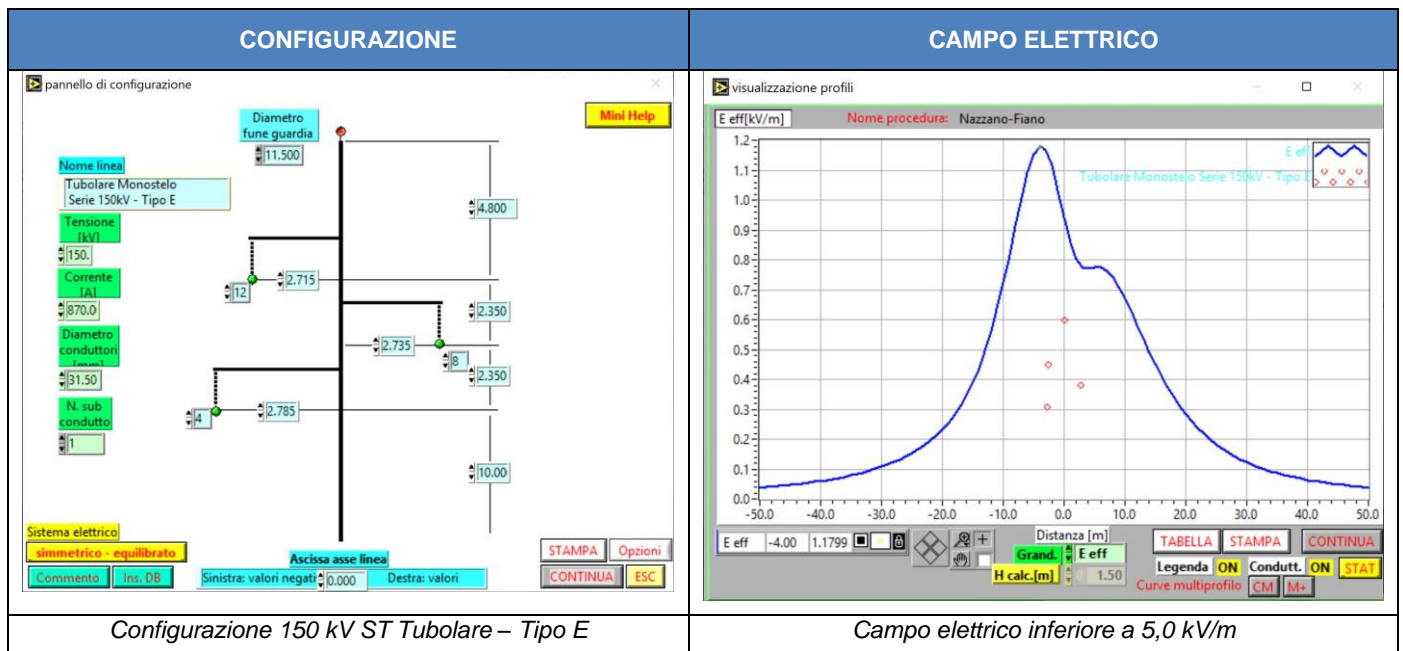 CONFIGURAZIONE
pannello di configurazione
Mini Help
Diametro
fune guardia
11.500
Nome linea
Tubolare Monostelo
Serie 150kV - Tipo E
4.800
Tensione
[kV]
150.
12
2.715
Corrente
[A]
870.0
2.350
Diametro
conduttori
[mm]
31.50
2.735
8
2.350
N. sub
condutto
1
4
2.785
10.00
Sistema elettrico
simmetrico - equilibrato
Commento
Ins. DB
Ascissa asse linea
Sinistra: valori negati
0.000
Destra: valori
STAMPA
Opzioni
CONTINUA
ESC
Configurazione 150 kV ST Tubolare – Tipo E
CAMPO ELETTRICO
visualizzazione profili
E eff[kV/m]
Nome procedura: Nazzano-Fiano
E eff
Tubolare Monostelo Serie 150kV - Tipo E
1.2
1.1
1.0
0.9
0.8
0.7
0.6
0.5
0.4
0.3
0.2
0.1
0.0
-50.0 -40.0 -30.0 -20.0 -10.0 0.0 10.0 20.0 30.0 40.0 50.0
E eff -4.00 1.1799
Distanza [m]
Grand. E eff
H calc.[m] 1.50
TABELLA
STAMPA
CONTINUA
Legenda ON Condutt. ON STAT
Curve multiprofilo CM M+
Campo elettrico inferiore a 5,0 kV/m